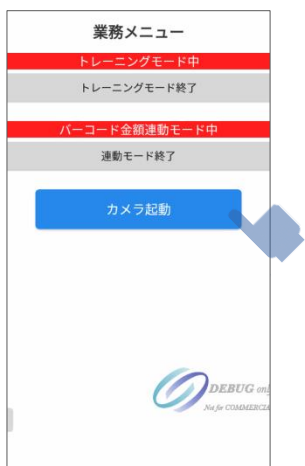 業務メニュー
トレーニングモード中
トレーニングモード終了
バーコード金額連動モード中
連動モード終了
カメラ起動
DEBUG onl
Not for COMMERCIA